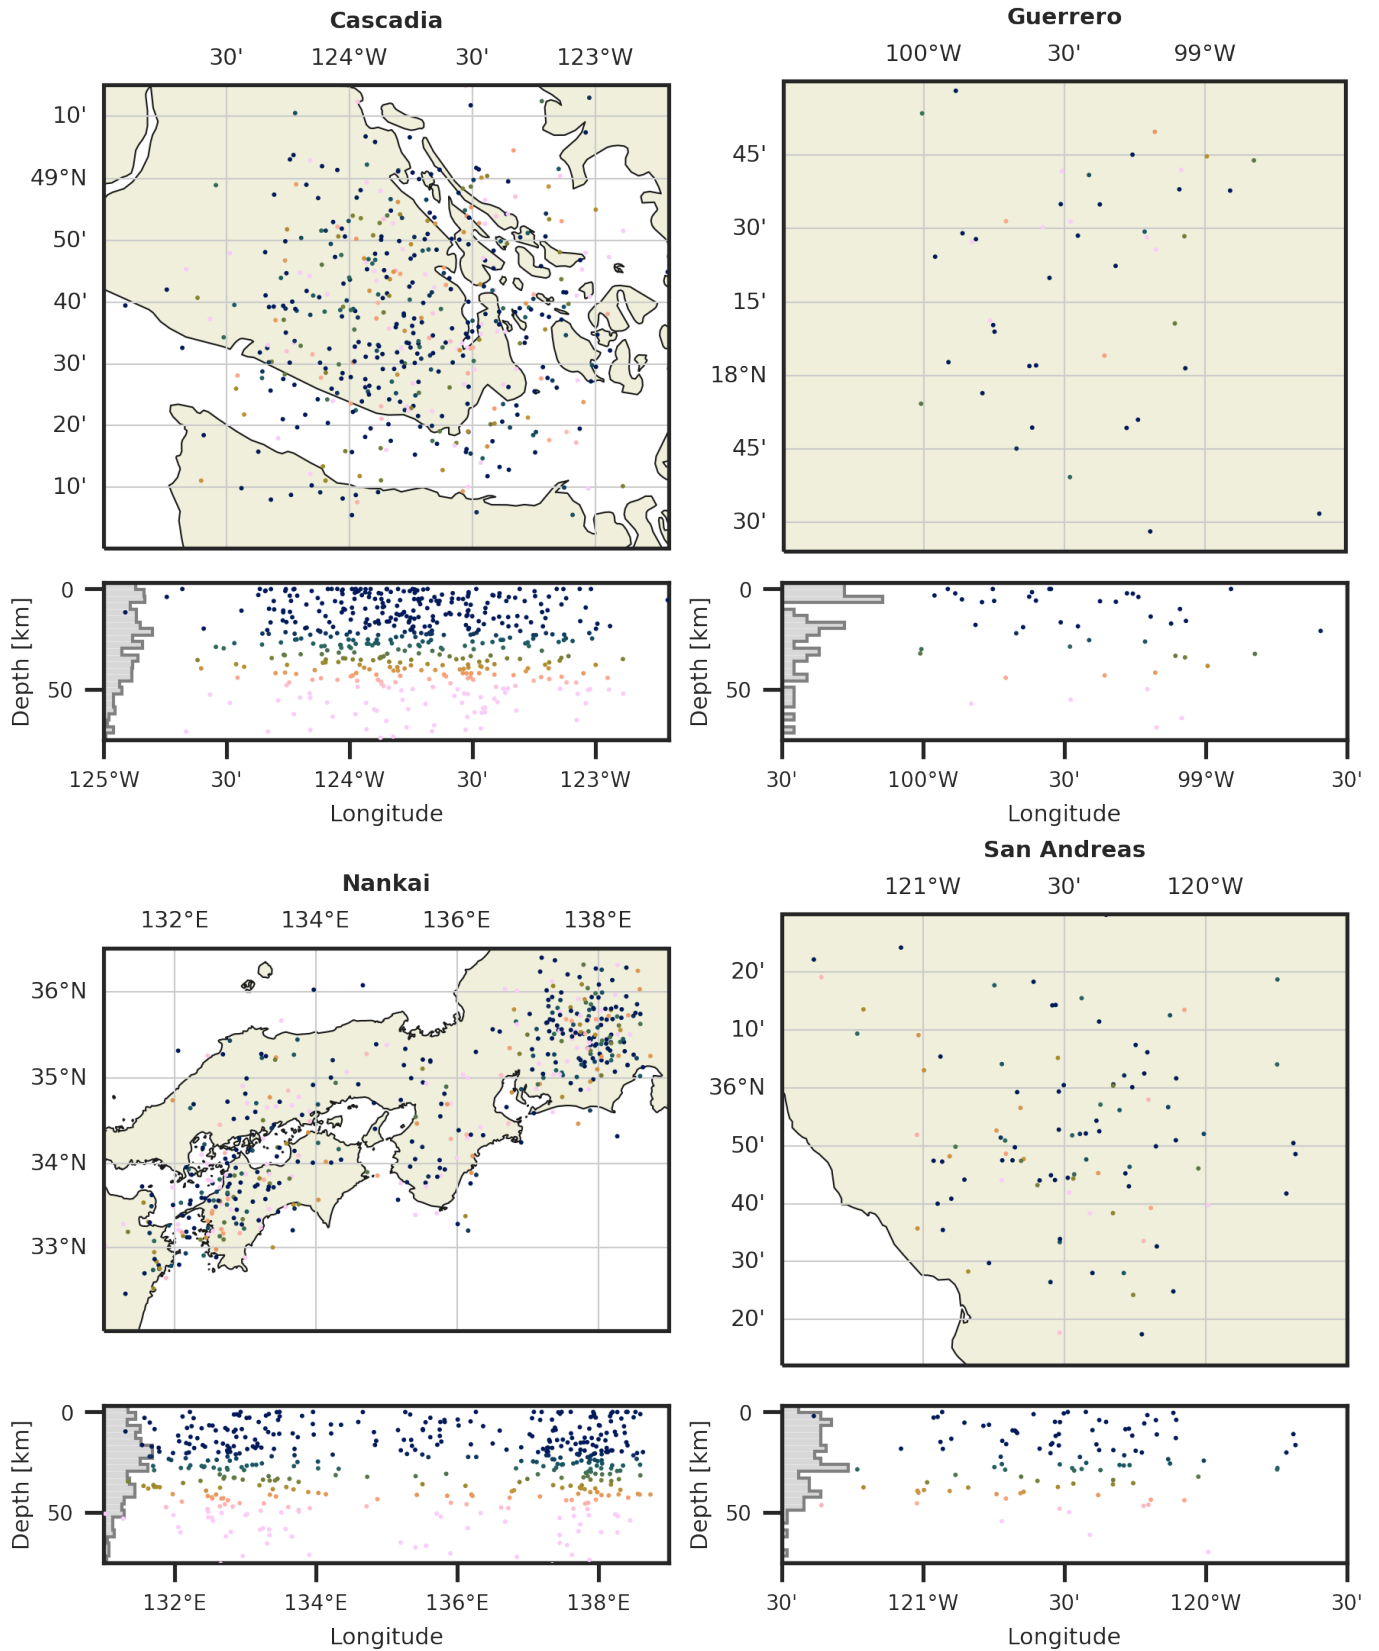 Cascadia
30' 124°W 30' 123°W
10'
49°N
50'
40'
30'
20'
10'
0
50
Depth [km]
125°W 30' 124°W 30' 123°W
Longitude
Guerrero
100°W 30' 99°W
45'
30'
15'
18°N
45'
30'
0
50
Depth [km]
30' 100°W 30' 99°W 30'
Longitude
Nankai
132°E 134°E 136°E 138°E
36°N
35°N
34°N
33°N
0
50
Depth [km]
132°E 134°E 136°E 138°E
Longitude
San Andreas
121°W 30' 120°W
20'
10'
36°N
50'
40'
30'
20'
0
50
Depth [km]
30' 121°W 30' 120°W 30'
Longitude